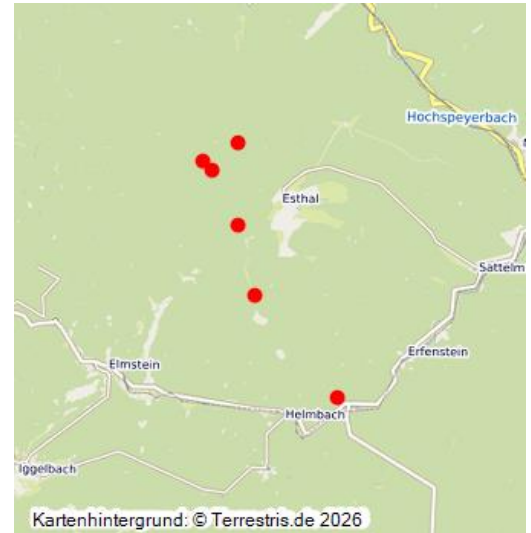 Hochspeyerbach
Esthal
Sattelm
Erfenstein
Elmstein
Helmbach
Iggelbach
Kartenhintergrund: © Terrestris.de 2026